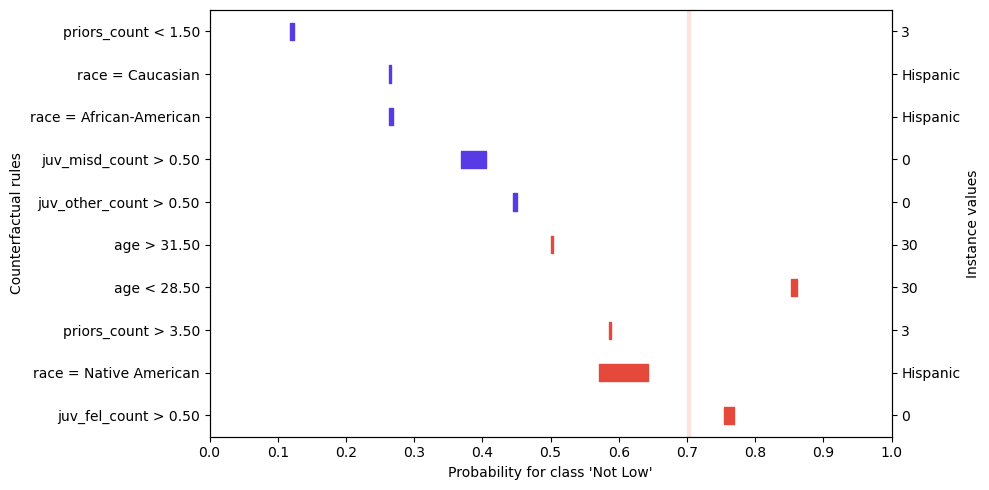 priors_count < 1.50
3
race = Caucasian
Hispanic
race = African-American
Hispanic
juv_misd_count > 0.50
0
juv_other_count > 0.50
0
age > 31.50
30
age < 28.50
30
priors_count > 3.50
3
race = Native American
Hispanic
juv_fel_count > 0.50
0
Counterfactual rules
Instance values
0.0 0.1 0.2 0.3 0.4 0.5 0.6 0.7 0.8 0.9 1.0
Probability for class 'Not Low'